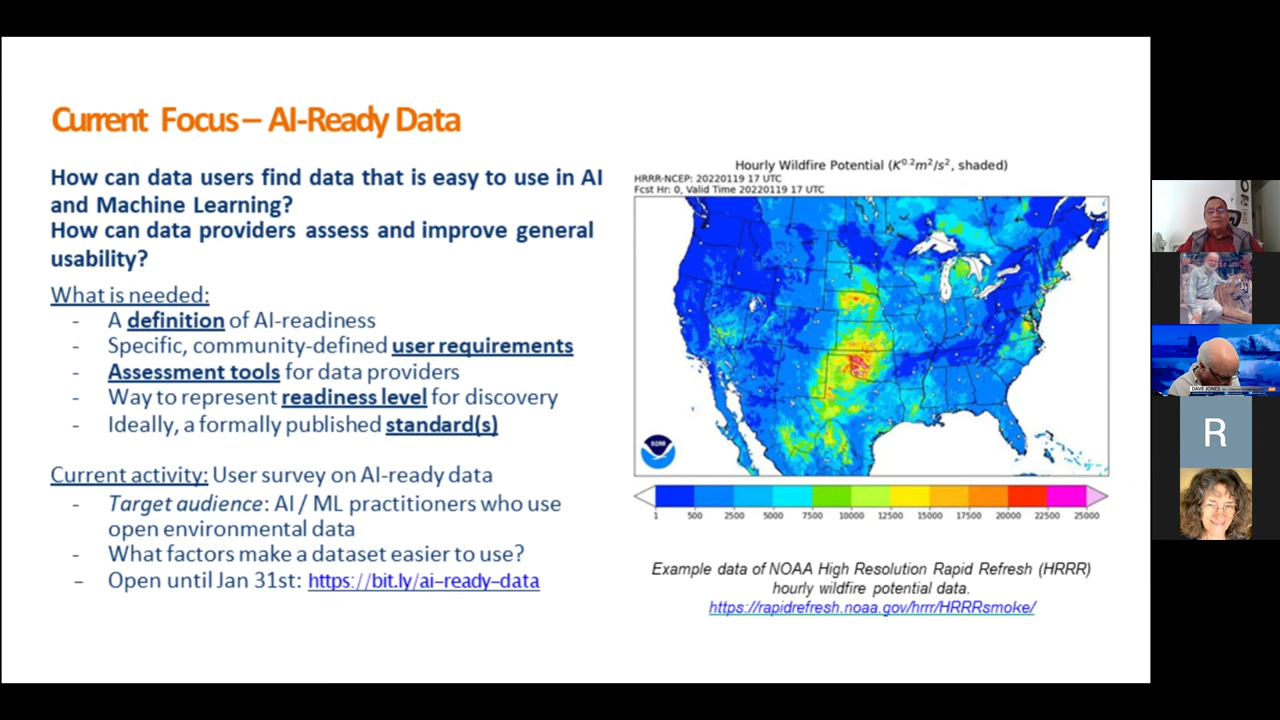 Current Focus – AI-Ready Data
How can data users find data that is easy to use in AI
and Machine Learning?
How can data providers assess and improve general
usability?
What is needed:
- A definition of AI-readiness
- Specific, community-defined user requirements
- Assessment tools for data providers
- Way to represent readiness level for discovery
- Ideally, a formally published standard(s)
Current activity: User survey on AI-ready data
- Target audience: AI / ML practitioners who use
open environmental data
- What factors make a dataset easier to use?
– Open until Jan 31st: https://bit.ly/ai-ready-data
Hourly Wildfire Potential (K^0.2 m^2/s^2, shaded)
HRRR-NCEP: 20220119 17 UTC
Fcst Hr: 0, Valid Time 20220119 17 UTC
NOAA
1 500 2500 5000 7500 10000 12500 15000 17500 20000 22500 25000
Example data of NOAA High Resolution Rapid Refresh (HRRR)
hourly wildfire potential data.
https://rapidrefresh.noaa.gov/hrrr/HRRRsmoke/
DAVE JONES
R